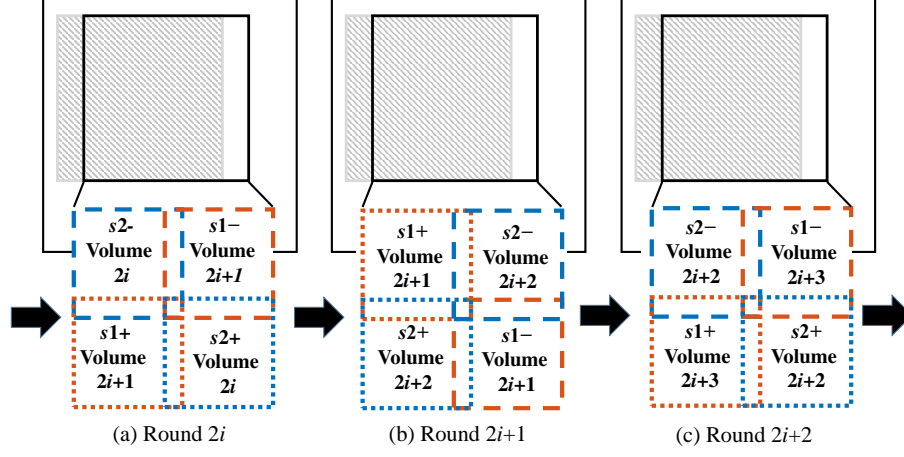 s2-
Volume
2i
s1−
Volume
2i+1
s1+
Volume
2i+1
s2+
Volume
2i
(a) Round 2i
s1+
Volume
2i+1
s2−
Volume
2i+2
s2+
Volume
2i+2
s1−
Volume
2i+1
(b) Round 2i+1
s2−
Volume
2i+2
s1−
Volume
2i+3
s1+
Volume
2i+3
s2+
Volume
2i+2
(c) Round 2i+2